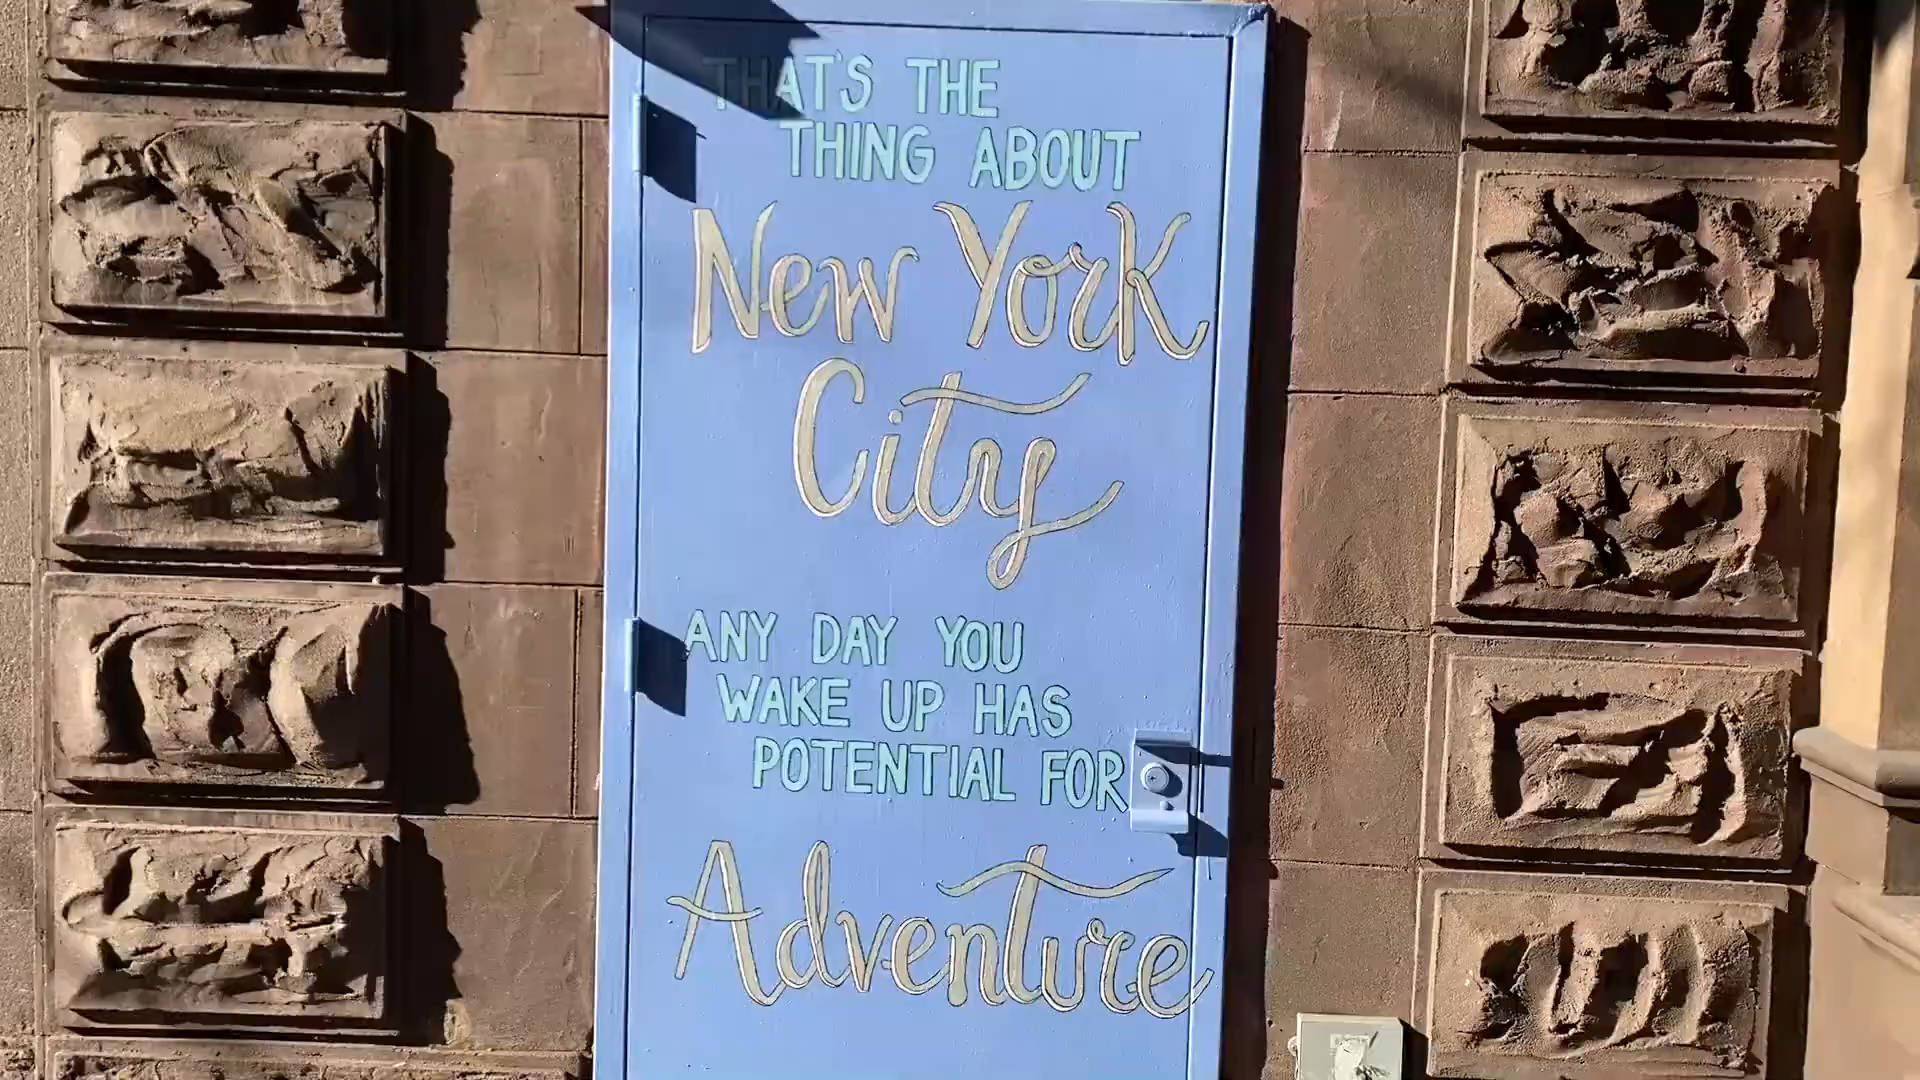 THAT'S THE
THING ABOUT
New York
City
ANY DAY YOU
WAKE UP HAS
POTENTIAL FOR
Adventure